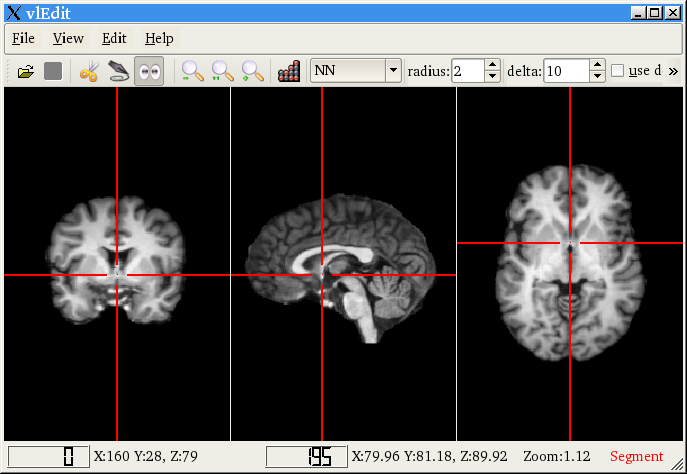 vlEdit
File View Edit Help
NN radius: 2 delta: 10 use d »
0 X:160 Y:28, Z:79 195 X:79.96 Y:81.18, Z:89.92 Zoom:1.12 Segment